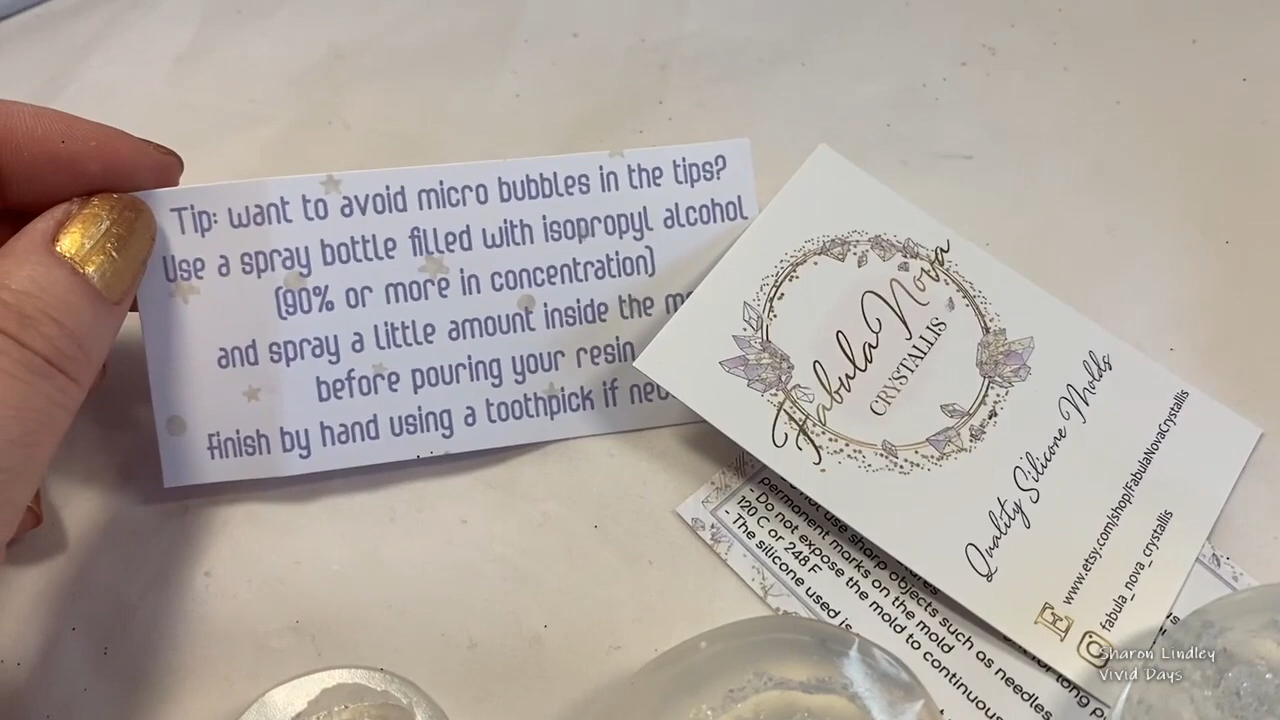 Tip: want to avoid micro bubbles in the tips?
Use a spray bottle filled with isopropyl alcohol
(90% or more in concentration)
and spray a little amount inside the
before pouring your resin
finish by hand using a toothpick if
Fabula Nova
CRYSTALLIS
Quality Silicone Molds
www.etsy.com/shop/FabulaNovaCrystallis
fabula_nova_crystallis
use sharp objects such as needles
permanent marks on the mold
- Do not expose the mold to continuous
120 C or 248 F
- The silicone used is
Sharon Lindley
Vivid Days